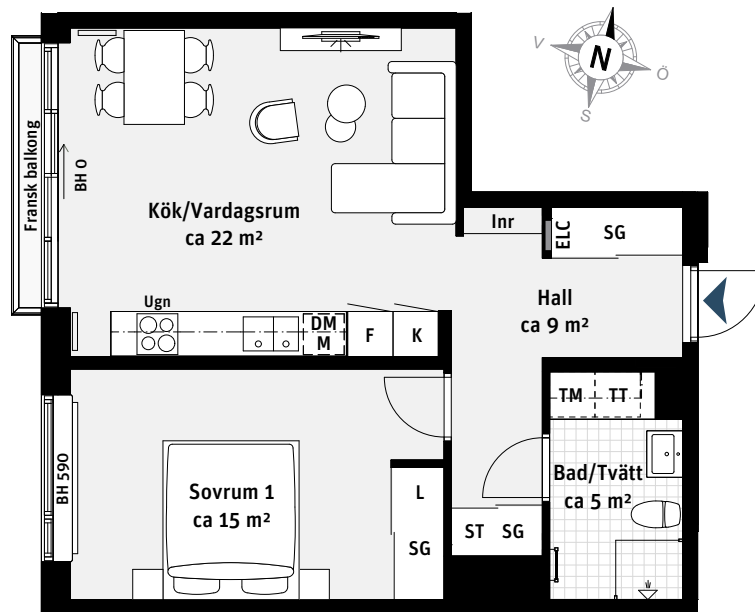 N
V
Ö
S
Fransk balkong
BH 0
Kök/Vardagsrum
ca 22 m²
Inr
ELC
SG
Hall
ca 9 m²
Ugn
DM
M
F
K
TM
TT
BH 590
Sovrum 1
ca 15 m²
L
SG
ST
SG
Bad/Tvätt
ca 5 m²